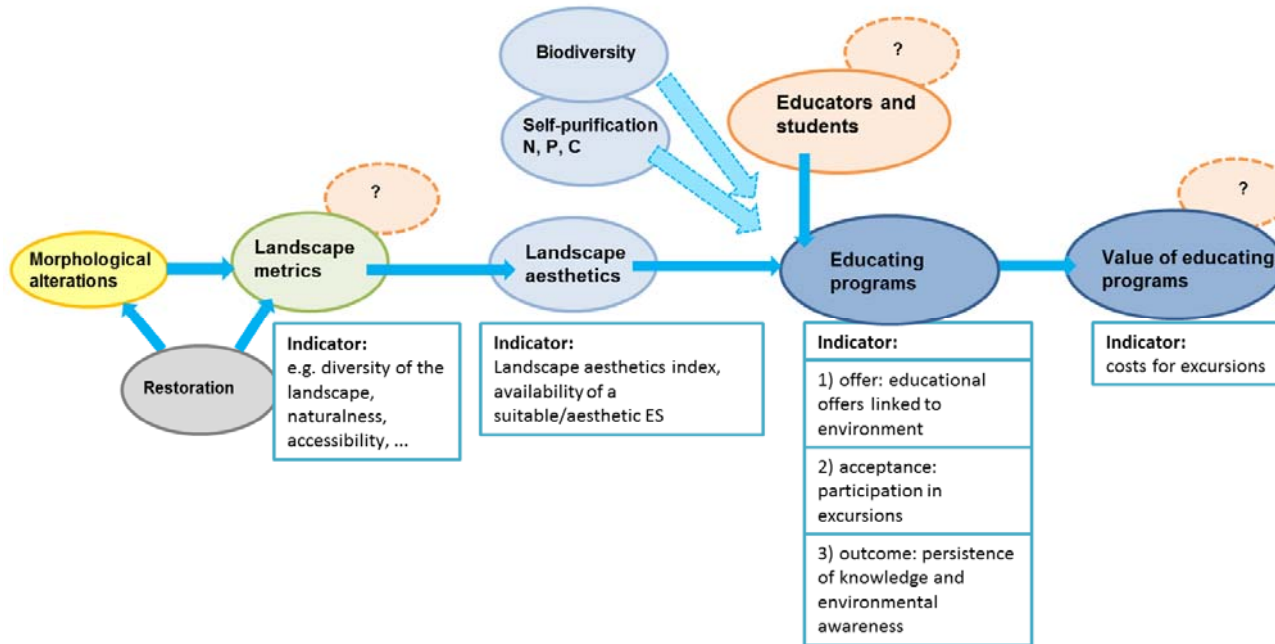 Biodiversity
Self-purification
N, P, C
?
Educators and
students
?
Morphological
alterations
Landscape
metrics
Landscape
aesthetics
Educating
programs
?
Value of educating
programs
Restoration
Indicator:
e.g. diversity of the
landscape,
naturalness,
accessibility, ...
Indicator:
Landscape aesthetics index,
availability of a
suitable/aesthetic ES
Indicator:
1) offer: educational
offers linked to
environment
2) acceptance:
participation in
excursions
3) outcome: persistence
of knowledge and
environmental
awareness
Indicator:
costs for excursions